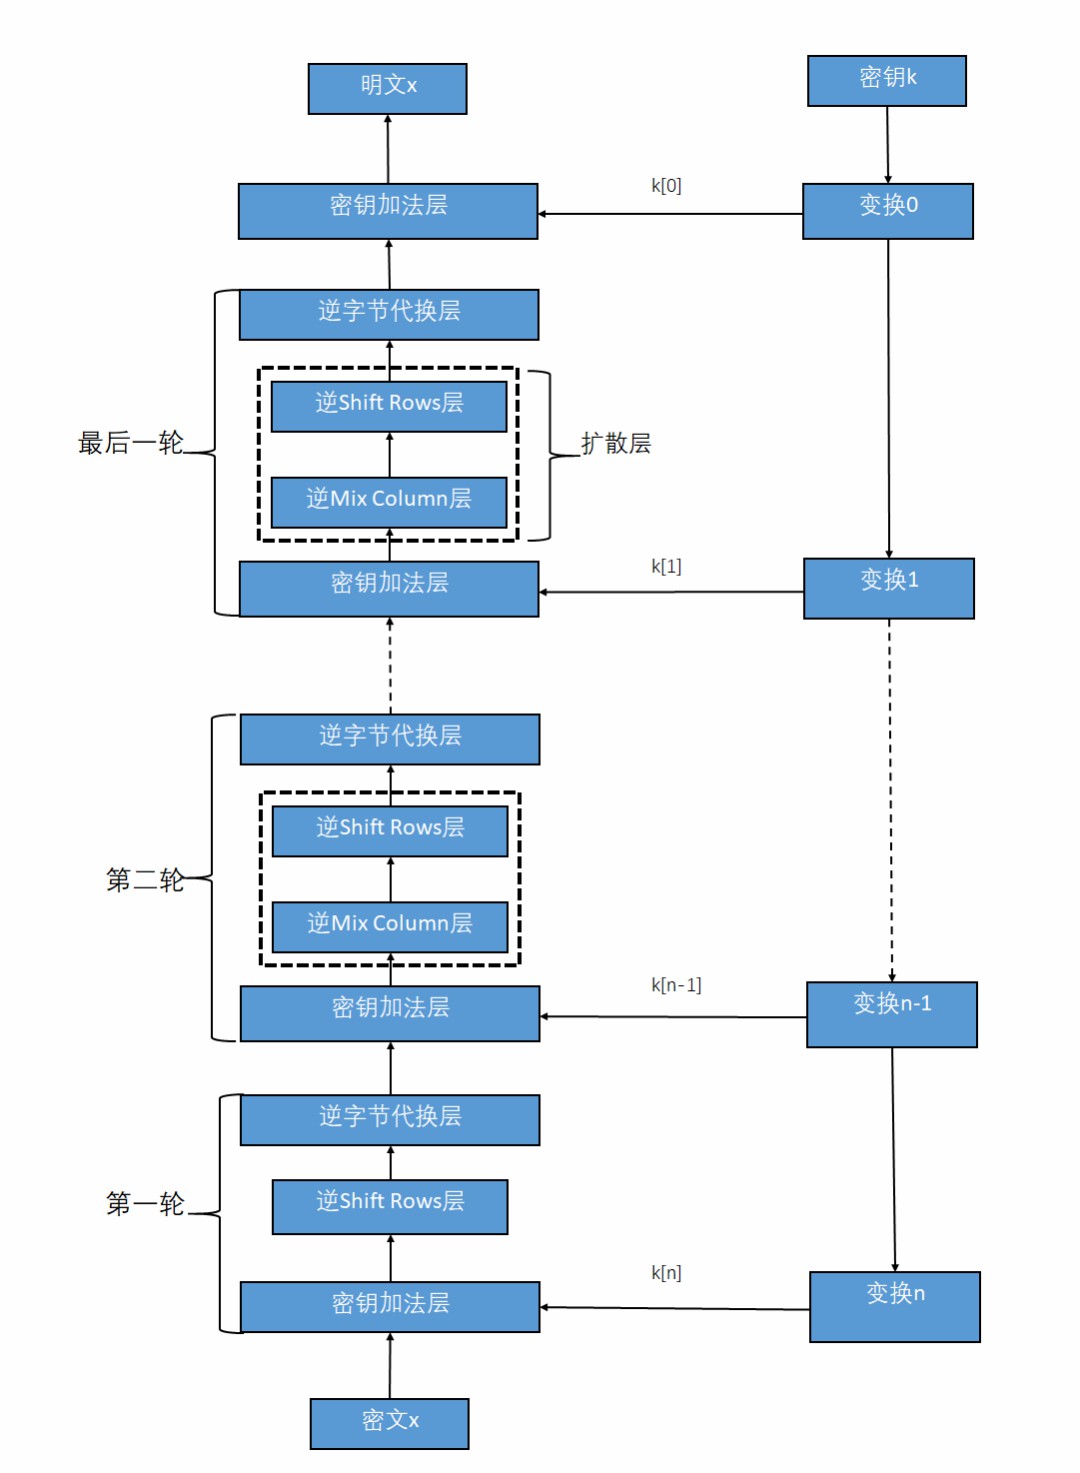 明文x
密钥k
k[0]
密钥加法层
变换0
逆字节代换层
逆Shift Rows层
最后一轮
扩散层
逆Mix Column层
k[1]
密钥加法层
变换1
逆字节代换层
逆Shift Rows层
第二轮
逆Mix Column层
k[n-1]
密钥加法层
变换n-1
逆字节代换层
逆Shift Rows层
第一轮
k[n]
密钥加法层
变换n
密文x